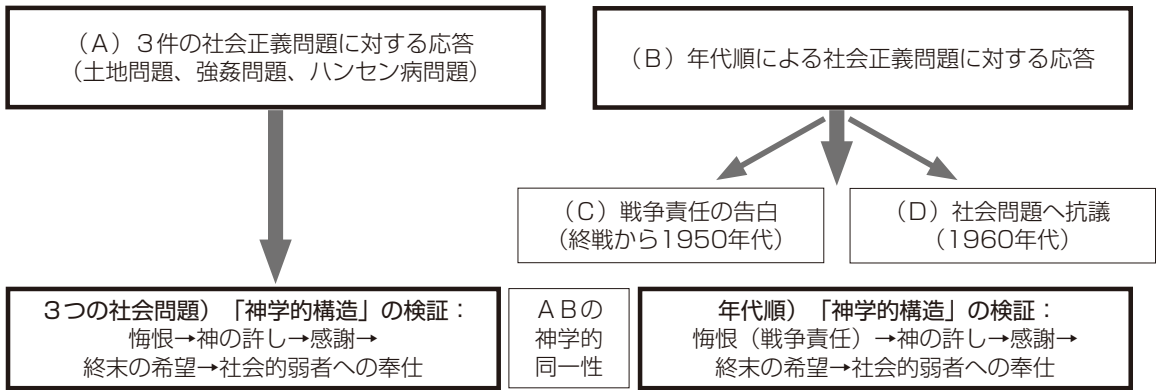 （A）３件の社会正義問題に対する応答
（土地問題、強姦問題、ハンセン病問題）
（B）年代順による社会正義問題に対する応答
（C）戦争責任の告白
（終戦から1950年代）
（D）社会問題へ抗議
（1960年代）
３つの社会問題）「神学的構造」の検証：
悔恨→神の許し→感謝→
終末の希望→社会的弱者への奉仕
ＡＢの
神学的
同一性
年代順）「神学的構造」の検証：
悔恨（戦争責任）→神の許し→感謝→
終末の希望→社会的弱者への奉仕